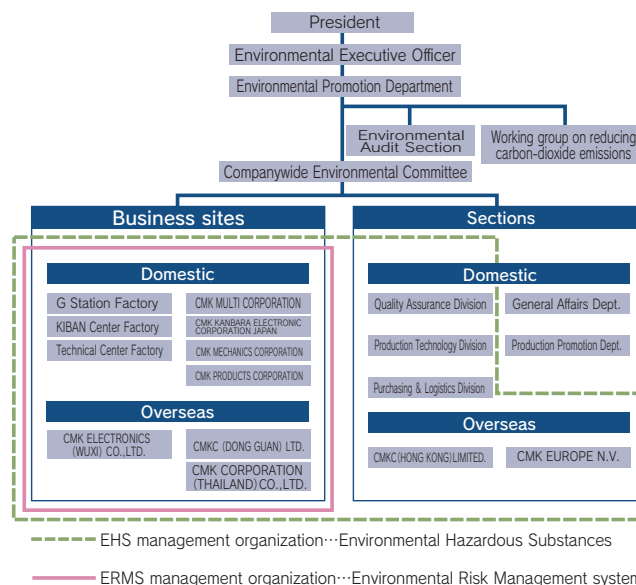 President
Environmental Executive Officer
Environmental Promotion Department
Environmental
Audit Section
Working group on reducing
carbon-dioxide emissions
Companywide Environmental Committee
Business sites
Domestic
G Station Factory
KIBAN Center Factory
Technical Center Factory
CMK MULTI CORPORATION
CMK KANBARA ELECTRONIC
CORPORATION JAPAN
CMK MECHANICS CORPORATION
CMK PRODUCTS CORPORATION
Overseas
CMK ELECTRONICS
(WUXI) CO.,LTD.
CMKC (DONG GUAN) LTD.
CMK CORPORATION
(THAILAND) CO.,LTD.
Sections
Domestic
Quality Assurance Division
Production Technology Division
Purchasing & Logistics Division
General Affairs Dept.
Production Promotion Dept.
Overseas
CMKC (HONG KONG) LIMITED.
CMK EUROPE N.V.
EHS management organization…Environmental Hazardous Substances
ERMS management organization…Environmental Risk Management system